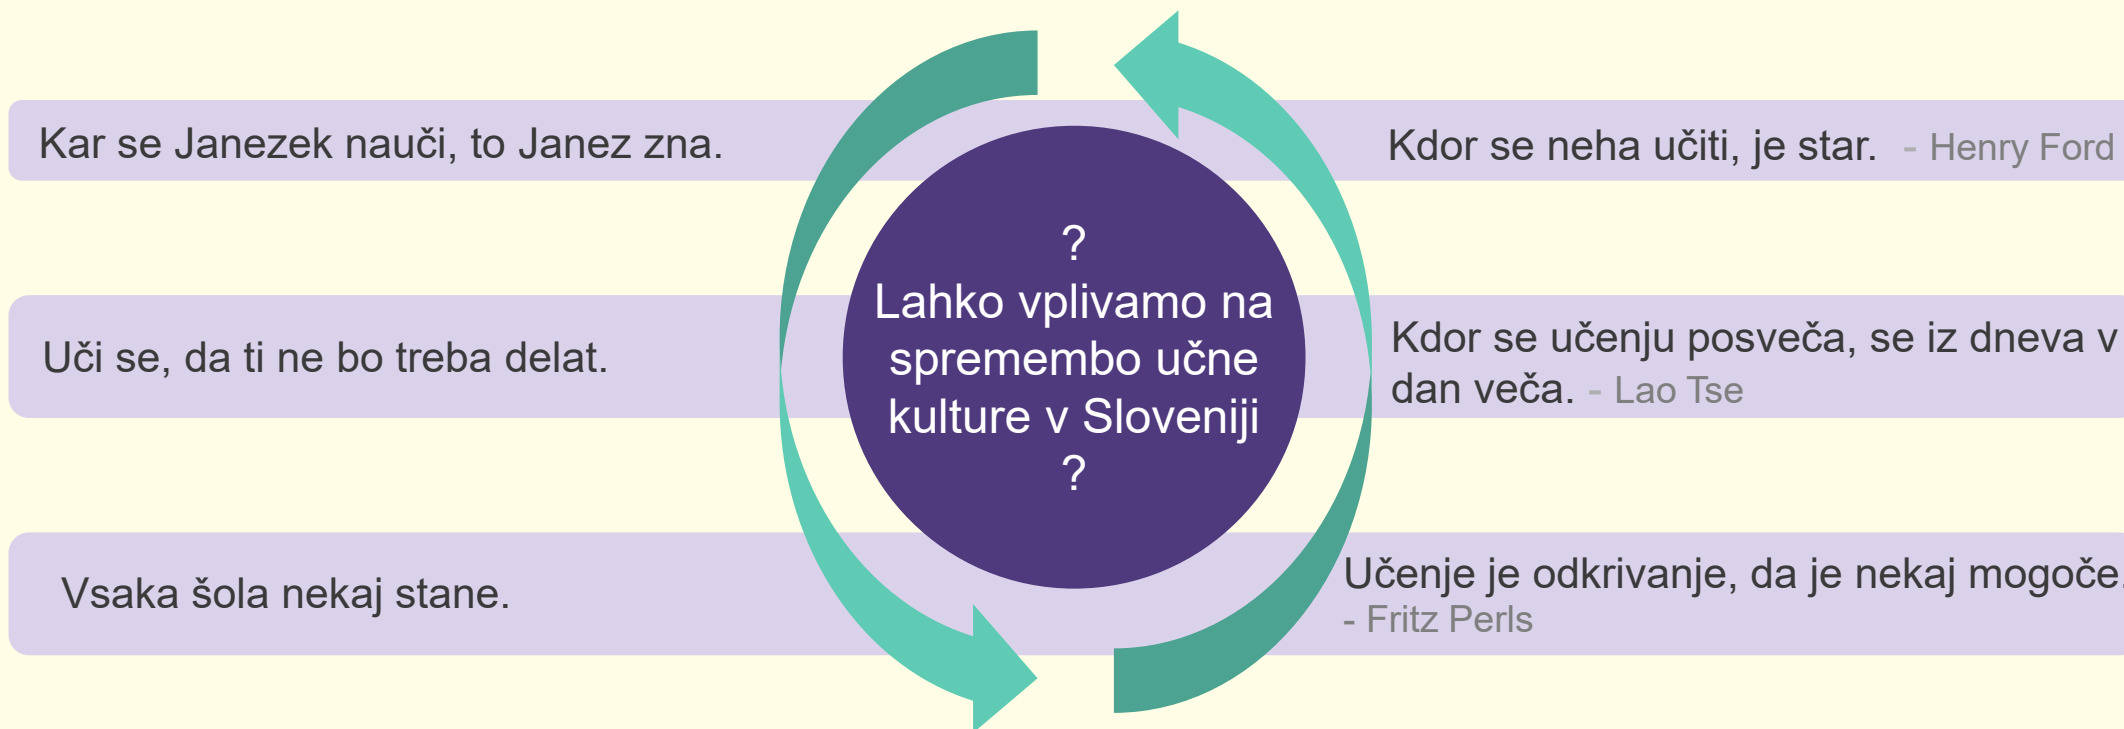 Kar se Janezek nauči, to Janez zna.
Uči se, da ti ne bo treba delat.
Vsaka šola nekaj stane.
?
Lahko vplivamo na
spremembo učne
kulture v Sloveniji
?
Kdor se neha učiti, je star. - Henry Ford
Kdor se učenju posveča, se iz dneva v
dan veča. - Lao Tse
Učenje je odkrivanje, da je nekaj mogoče.
- Fritz Perls